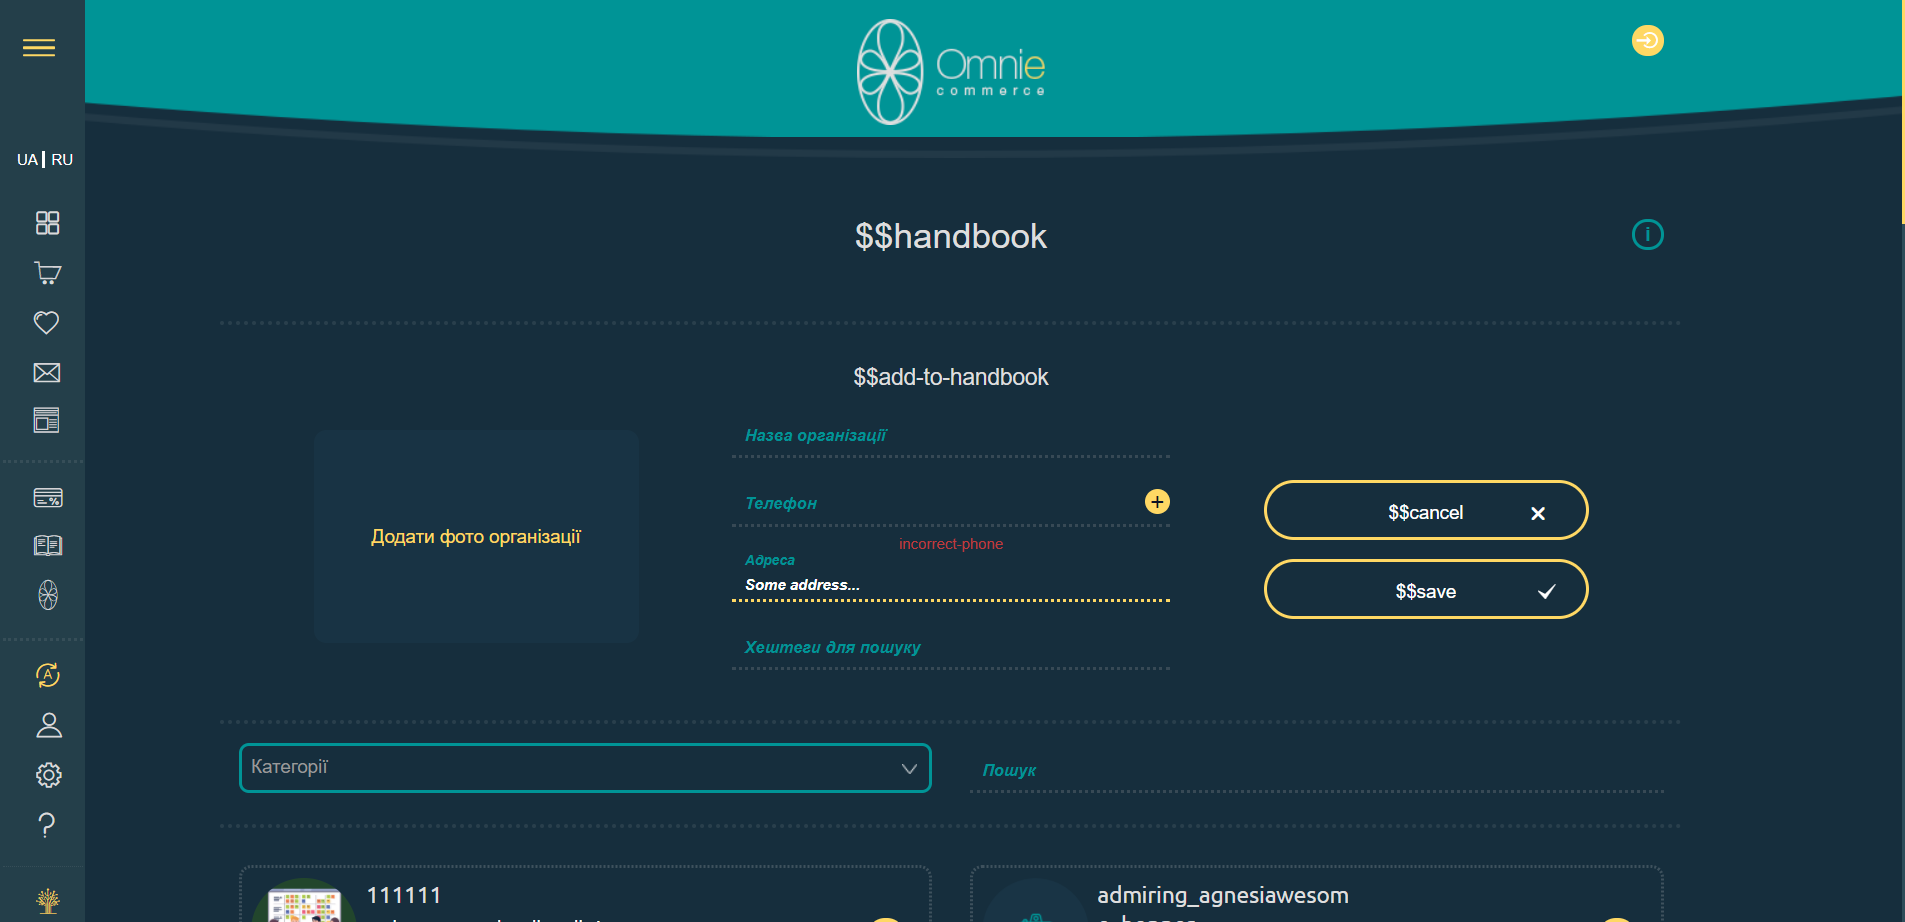 Omnie
commerce
UA | RU
$$handbook
$$add-to-handbook
Назва організації
Додати фото організації
Телефон
incorrect-phone
Адреса
Some address...
Хештеги для пошуку
$$cancel
$$save
Категорії
Пошук
111111
admiring_agnesiawesom